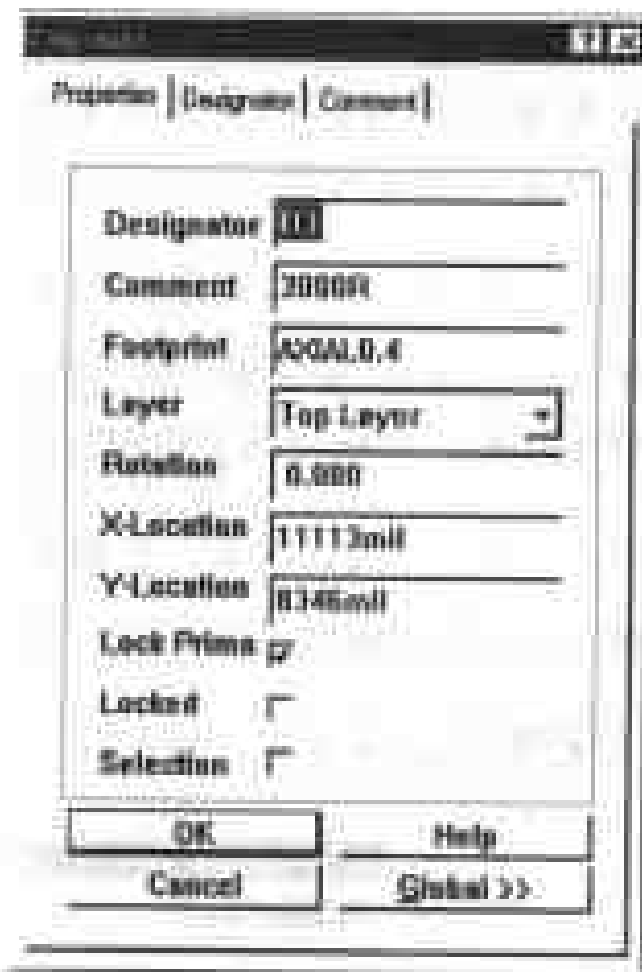 Properties Designator Comment
Designator
Comment
Footprint AXIAL0.4
Layer Top Layer
Rotation 0.000
X-Location 11113mil
Y-Location
Lock Prims
Locked
Selection
OK Help
Cancel Global >>